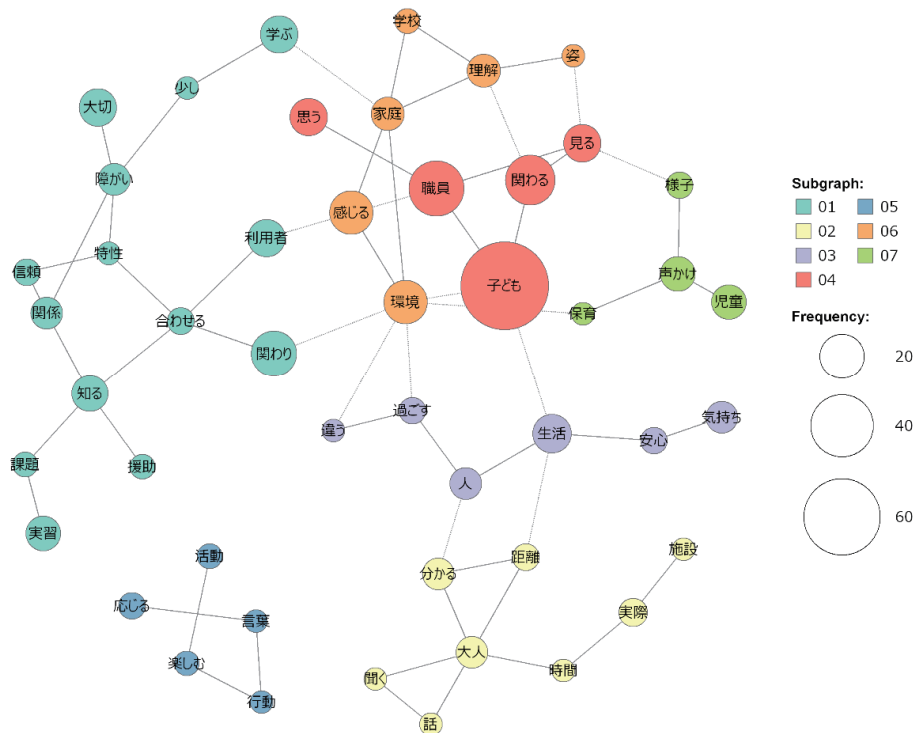 学校
学ぶ
理解
姿
少し
大切
家庭
思う
見る
障がい
職員
関わる
様子
感じる
利用者
特性
信頼
声かけ
子ども
環境
児童
関係
合わせる
保育
関わり
知る
過ごす
違う
生活
気持ち
安心
課題
援助
人
実習
活動
分かる
距離
施設
応じる
言葉
実際
楽しむ
大人
時間
聞く
行動
話
Subgraph:
01 05
02 06
03 07
04
Frequency:
20
40
60